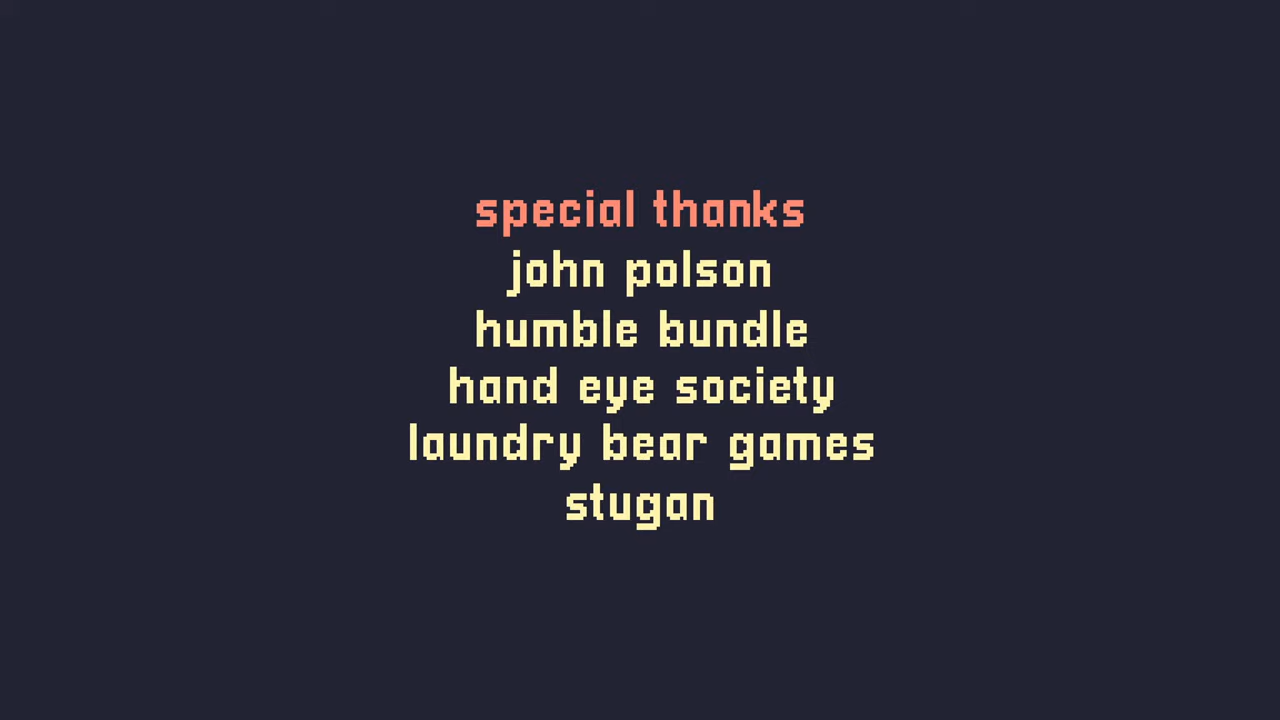 special thanks
john polson
humble bundle
hand eye society
laundry bear games
stugan